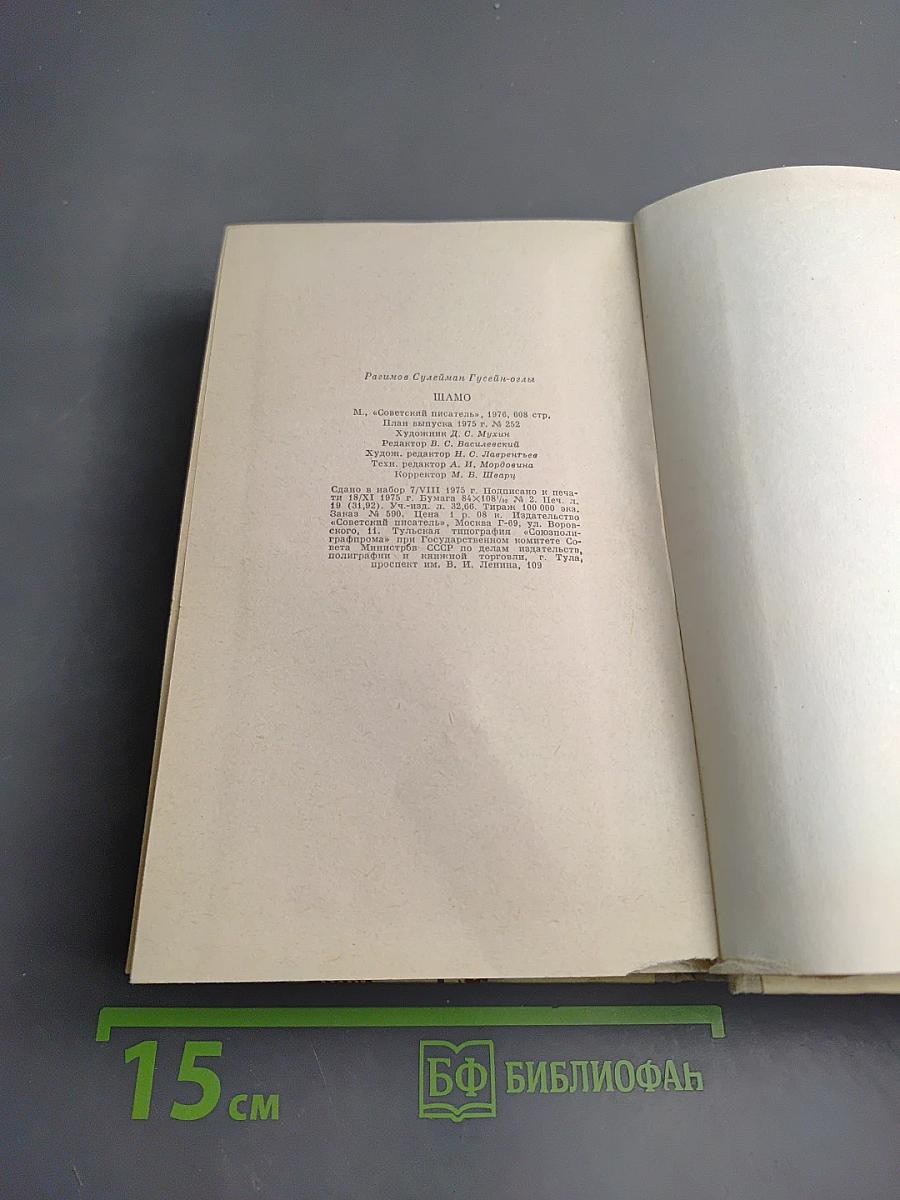 Рагимов Сулейман Гусейн-оглы
ШАМО
М., «Советский писатель», 1976, 608 стр.
План выпуска 1975 г. № 252
Художник Д. С. Мухин
Редактор В. С. Василевский
Худож. редактор Н. С. Лаврентьев
Техн. редактор А. И. Мордовина
Корректор М. Б. Шварц
Сдано в набор 7/VIII 1975 г. Подписано к печа-
ти 18/XI 1975 г. Бумага 84×108¹/₃₂ № 2. Печ. л.
19 (31,92). Уч.-изд. л. 32,66. Тираж 100 000 экз.
Заказ № 590. Цена 1 р. 08 к. Издательство
«Советский писатель», Москва Г-69, ул. Воров-
ского, 11. Тульская типография «Союзполи-
графпрома» при Государственном комитете Со-
вета Министров СССР по делам издательств,
полиграфии и книжной торговли, г. Тула,
проспект им. В. И. Ленина, 109
15 см
БФ БИБЛИОФАЪ